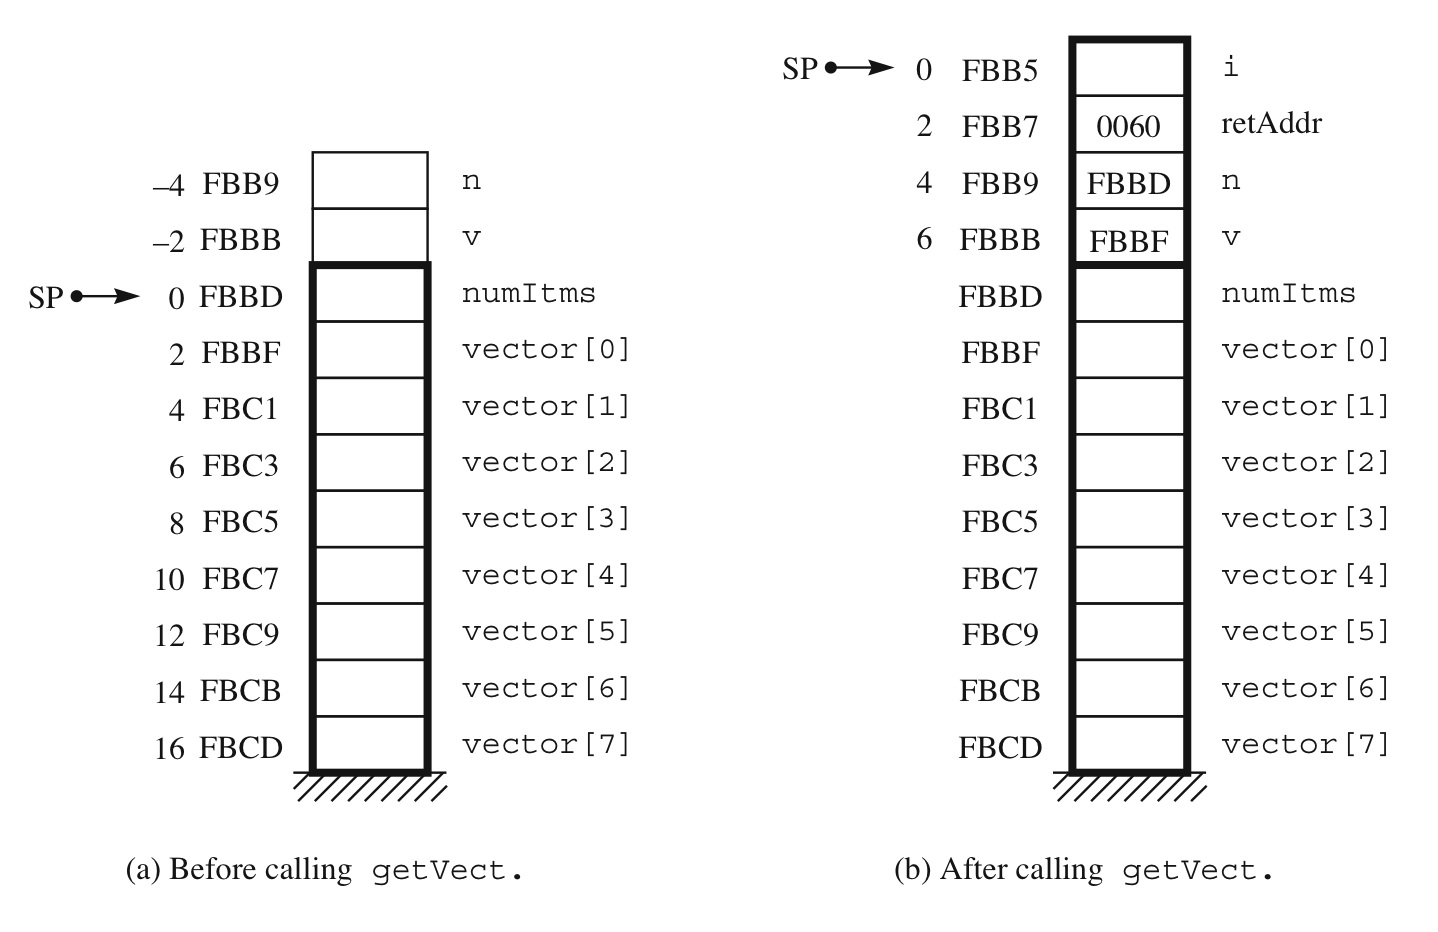 SP 0 FBB5 i
2 FBB7 0060 retAddr
–4 FBB9 n 4 FBB9 FBBD n
–2 FBBB v 6 FBBB FBBF v
SP 0 FBBD numItms FBBD numItms
2 FBBF vector[0] FBBF vector[0]
4 FBC1 vector[1] FBC1 vector[1]
6 FBC3 vector[2] FBC3 vector[2]
8 FBC5 vector[3] FBC5 vector[3]
10 FBC7 vector[4] FBC7 vector[4]
12 FBC9 vector[5] FBC9 vector[5]
14 FBCB vector[6] FBCB vector[6]
16 FBCD vector[7] FBCD vector[7]
(a) Before calling getVect. (b) After calling getVect.